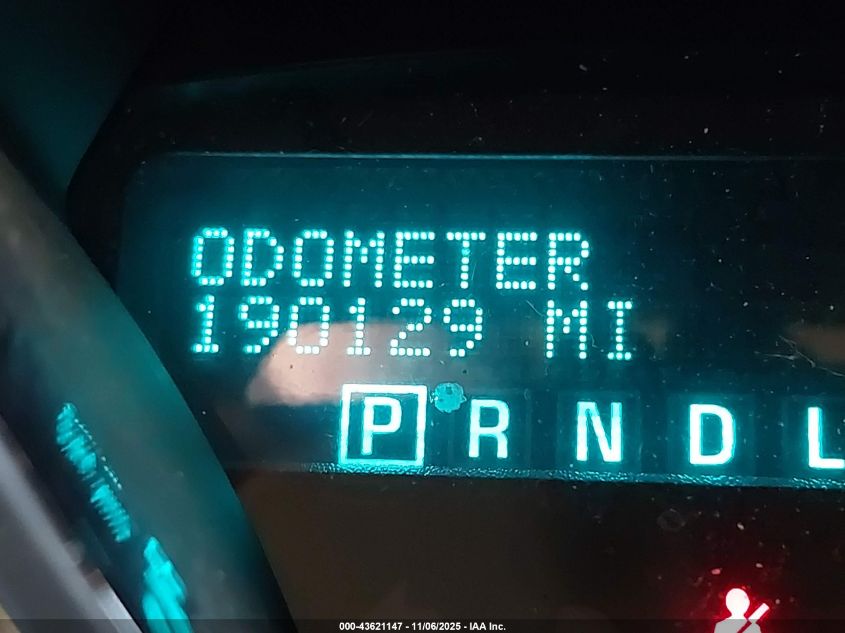 ODOMETER
190129 MI
P R N D L
000-43621147 - 11/06/2025 - IAA Inc.